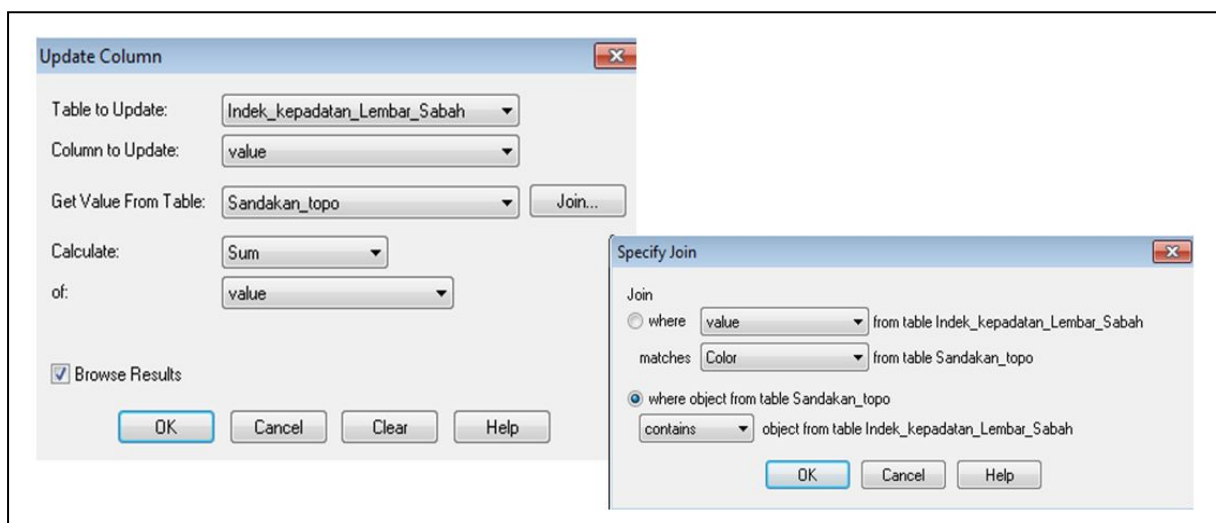 Update Column
Table to Update: Indek_kepadatan_Lembar_Sabah
Column to Update: value
Get Value From Table: Sandakan_topo Join...
Calculate: Sum
of: value
Browse Results
OK Cancel Clear Help
Specify Join
Join
where value from table Indek_kepadatan_Lembar_Sabah
matches Color from table Sandakan_topo
where object from table Sandakan_topo
contains object from table Indek_kepadatan_Lembar_Sabah
OK Cancel Help